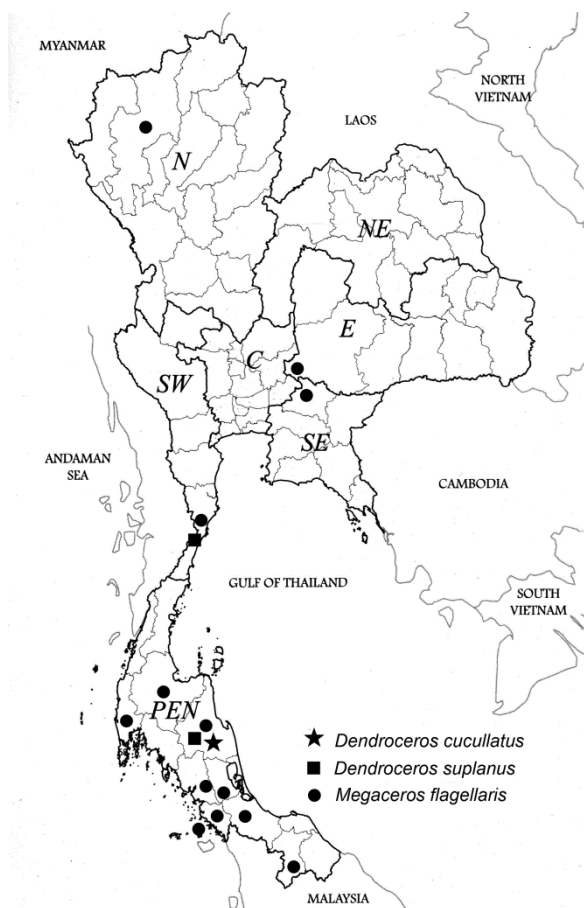 MYANMAR
NORTH
VIETNAM
LAOS
N
NE
E
C
SW
SE
ANDAMAN
SEA
CAMBODIA
GULF OF THAILAND
SOUTH
VIETNAM
PEN
Dendroceros cucullatus
Dendroceros suplanus
Megaceros flagellaris
MALAYSIA